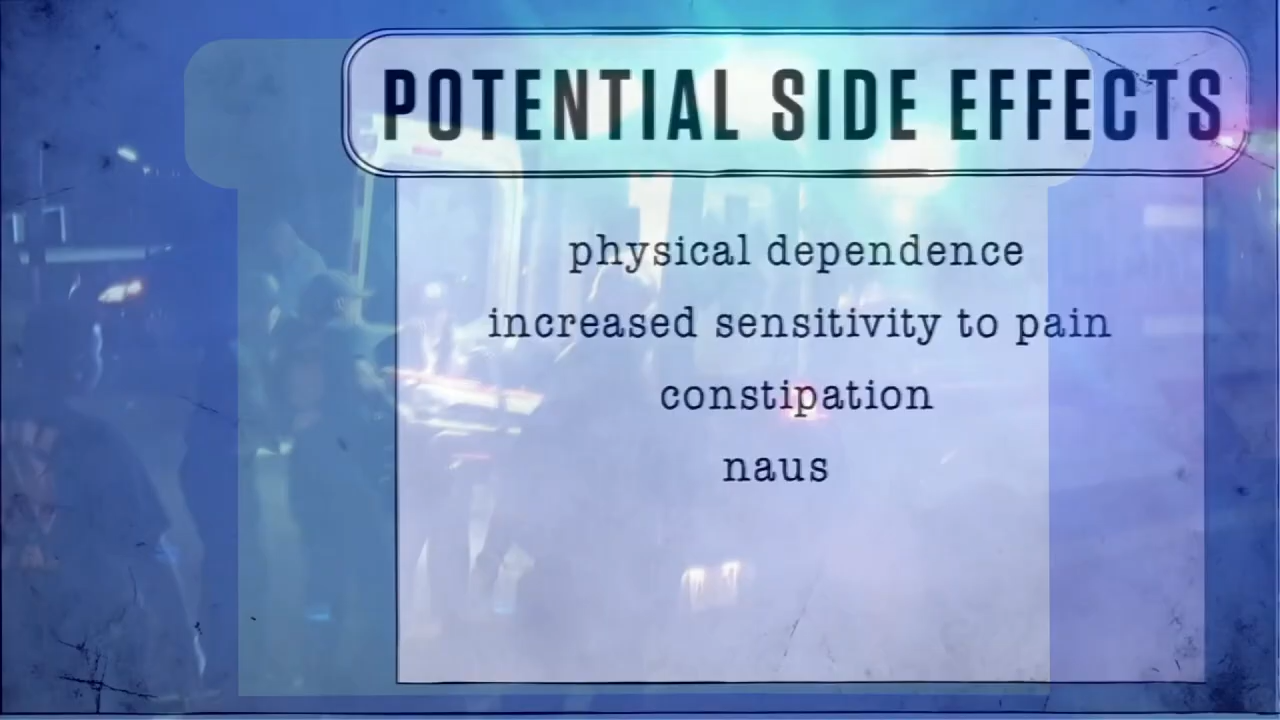 POTENTIAL SIDE EFFECTS
physical dependence
increased sensitivity to pain
constipation
naus